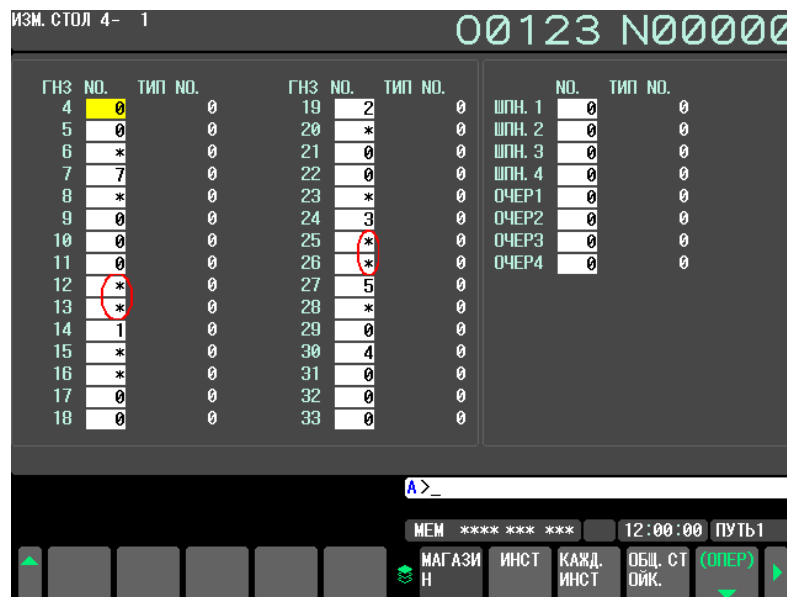 ИЗМ. СТОЛ 4- 1
O0123 N00000
ГНЗ NO. ТИП NO. ГНЗ NO. ТИП NO. NO. ТИП NO.
4 0 0 19 2 0 ШПН. 1 0 0
5 0 0 20 * 0 ШПН. 2 0 0
6 * 0 21 0 0 ШПН. 3 0 0
7 7 0 22 0 0 ШПН. 4 0 0
8 * 0 23 * 0 ОЧЕР1 0 0
9 0 0 24 3 0 ОЧЕР2 0 0
10 0 0 25 * 0 ОЧЕР3 0 0
11 0 0 26 * 0 ОЧЕР4 0 0
12 * 0 27 5 0
13 * 0 28 * 0
14 1 0 29 0 0
15 * 0 30 4 0
16 * 0 31 0 0
17 0 0 32 0 0
18 0 0 33 0 0
A >_
MEM **** *** *** 12:00:00 ПУТЬ1
МАГАЗИ ИНСТ КАЖД. ОБЩ. СТ (ОПЕР)
Н ИНСТ ОЙК.